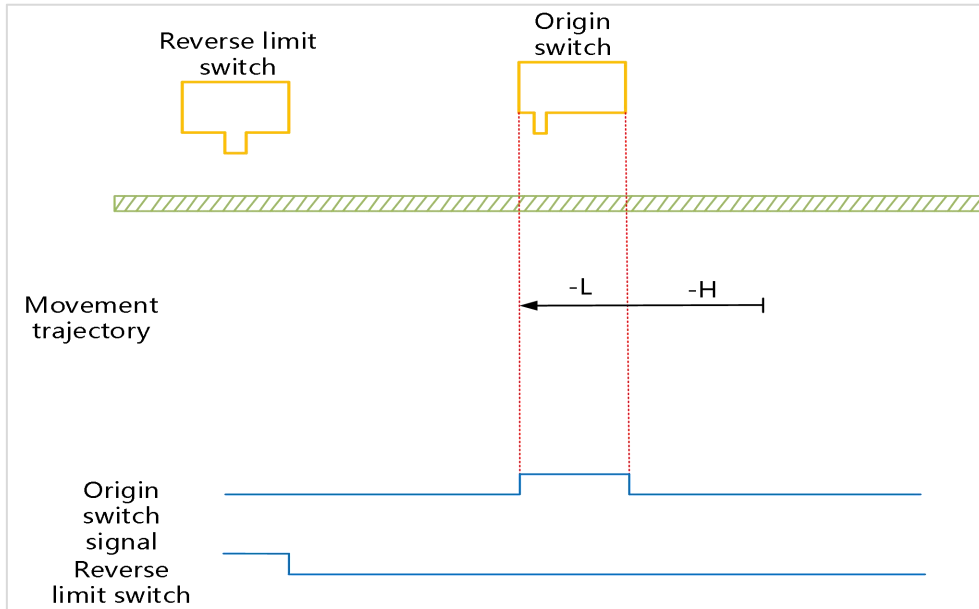 Reverse limit
switch
Origin
switch
Movement
trajectory
-L
-H
Origin
switch
signal
Reverse
limit switch